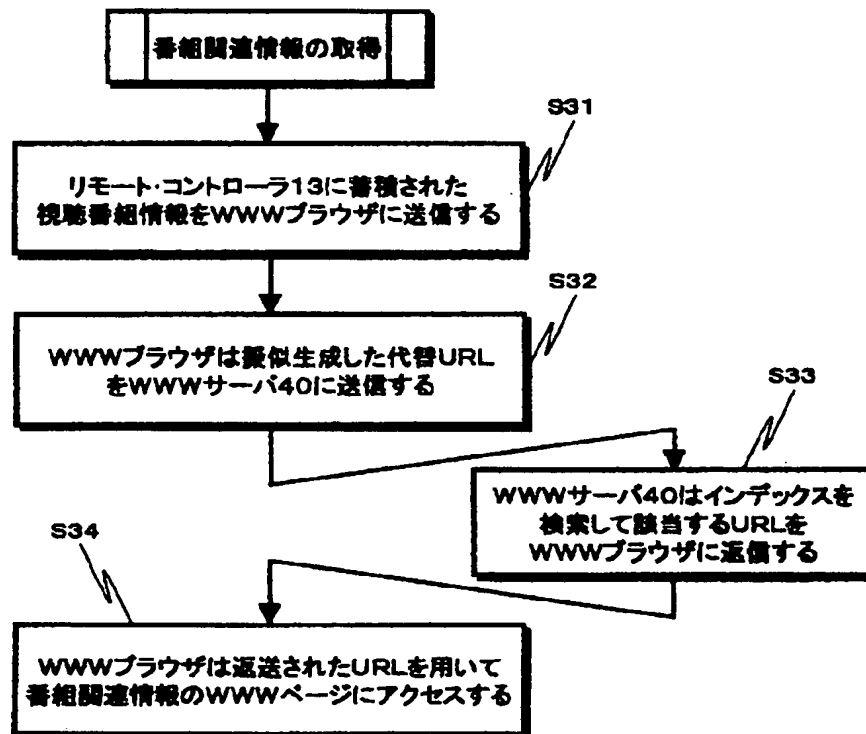 番組関連情報の取得
S31
リモート・コントローラ13に蓄積された
視聴番組情報をWWWブラウザに送信する
S32
WWWブラウザは擬似生成した代替URL
をWWWサーバ40に送信する
S33
WWWサーバ40はインデックスを
検索して該当するURLを
WWWブラウザに返信する
S34
WWWブラウザは返送されたURLを用いて
番組関連情報のWWWページにアクセスする